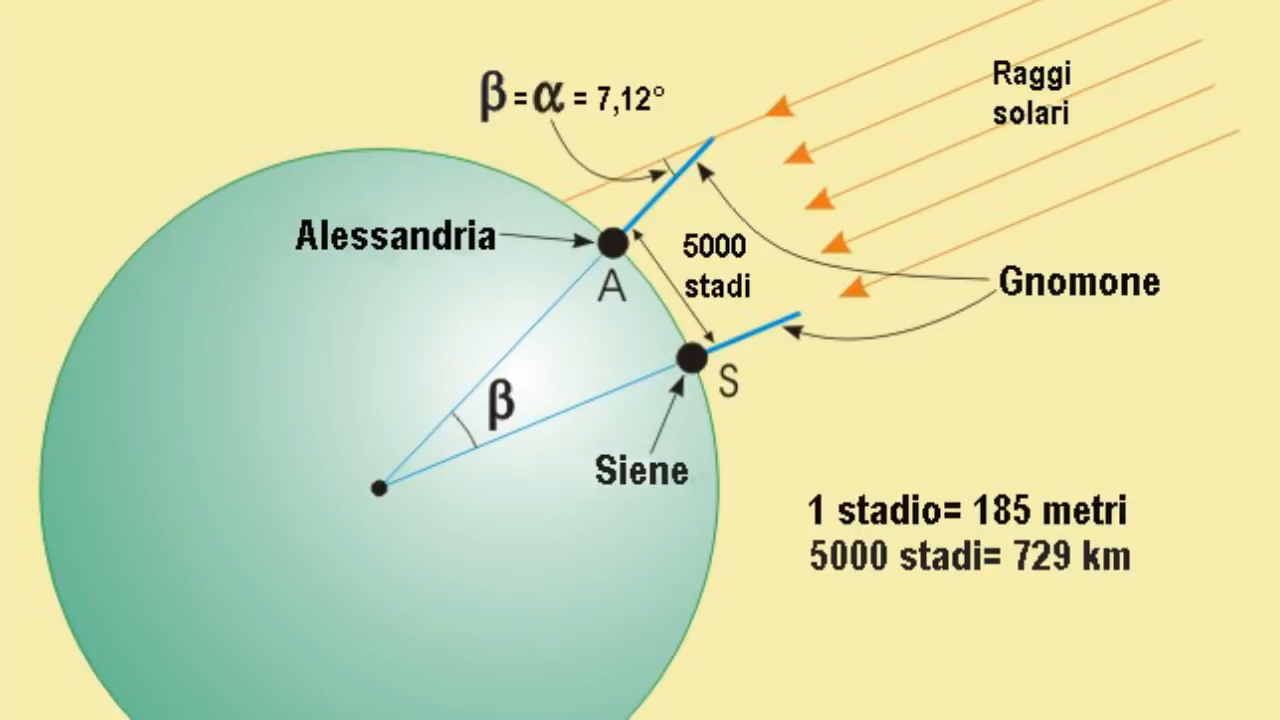 β = α = 7,12°
Raggi
solari
Alessandria
5000
stadi
A
Gnomone
S
β
Siene
1 stadio= 185 metri
5000 stadi= 729 km